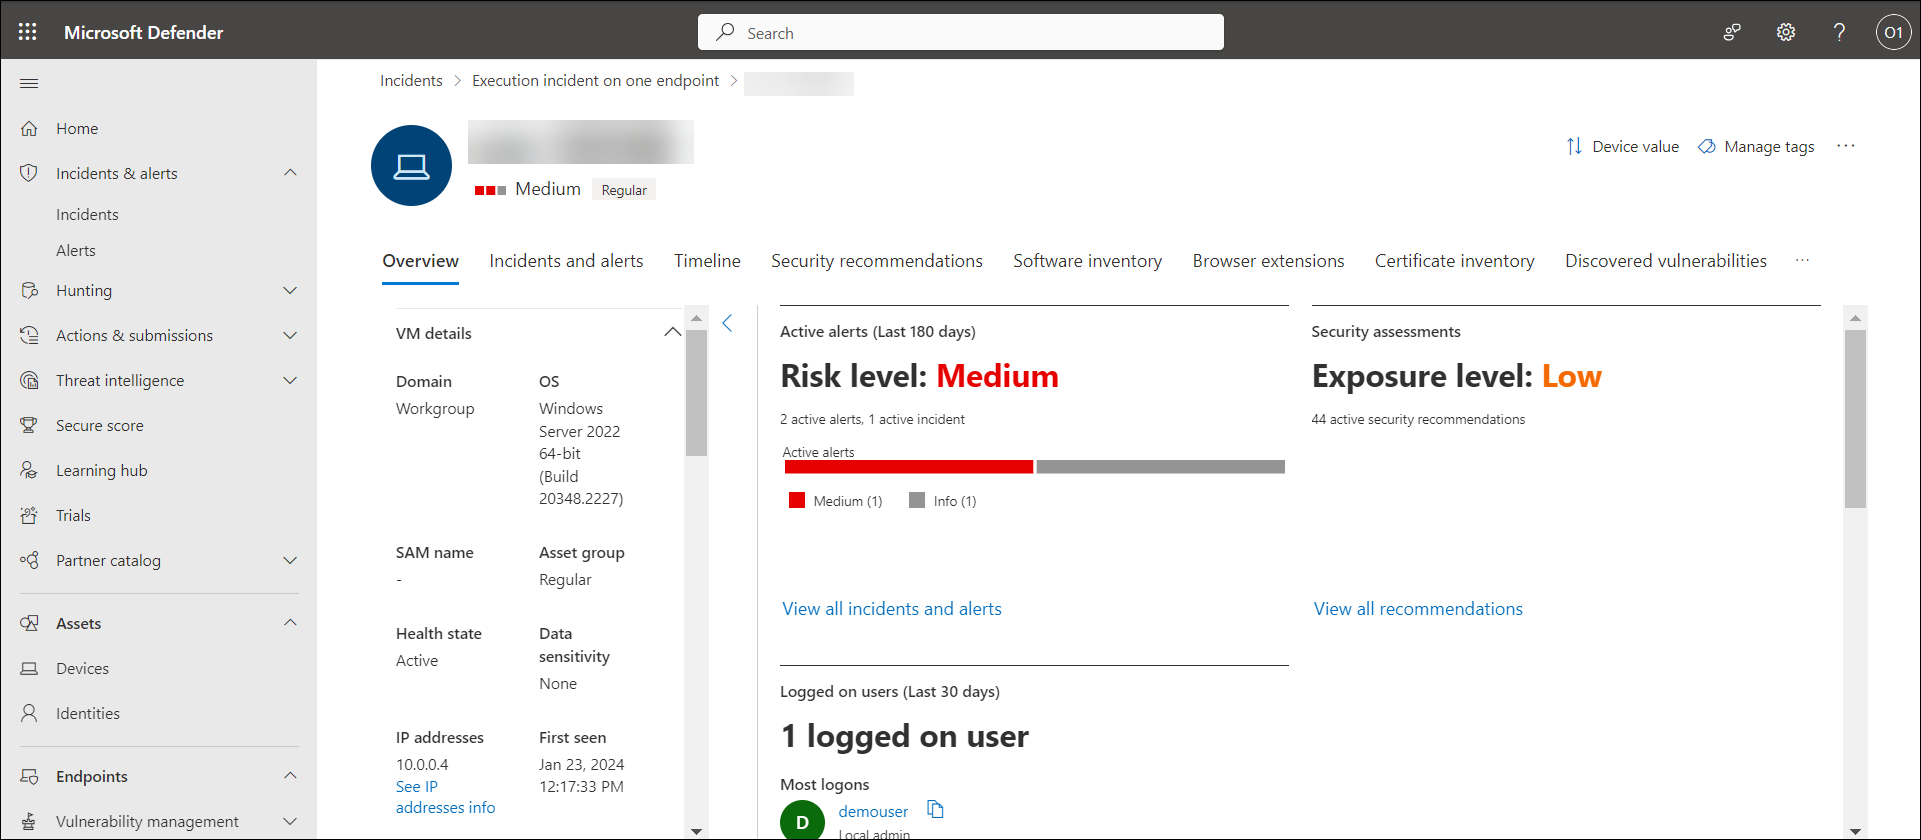 Microsoft Defender
Search
O1
Incidents > Execution incident on one endpoint >
Home
Incidents & alerts
Incidents
Alerts
Hunting
Actions & submissions
Threat intelligence
Secure score
Learning hub
Trials
Partner catalog
Assets
Devices
Identities
Endpoints
Vulnerability management
Medium Regular
Device value Manage tags ...
Overview Incidents and alerts Timeline Security recommendations Software inventory Browser extensions Certificate inventory Discovered vulnerabilities ...
VM details
Domain
Workgroup
OS
Windows
Server 2022
64-bit
(Build
20348.2227)
SAM name
-
Asset group
Regular
Health state
Active
Data
sensitivity
None
IP addresses
10.0.0.4
See IP
addresses info
First seen
Jan 23, 2024
12:17:33 PM
Active alerts (Last 180 days)
Risk level: Medium
2 active alerts, 1 active incident
Active alerts
Medium (1) Info (1)
View all incidents and alerts
Security assessments
Exposure level: Low
44 active security recommendations
View all recommendations
Logged on users (Last 30 days)
1 logged on user
Most logons
D
demouser
Local admin